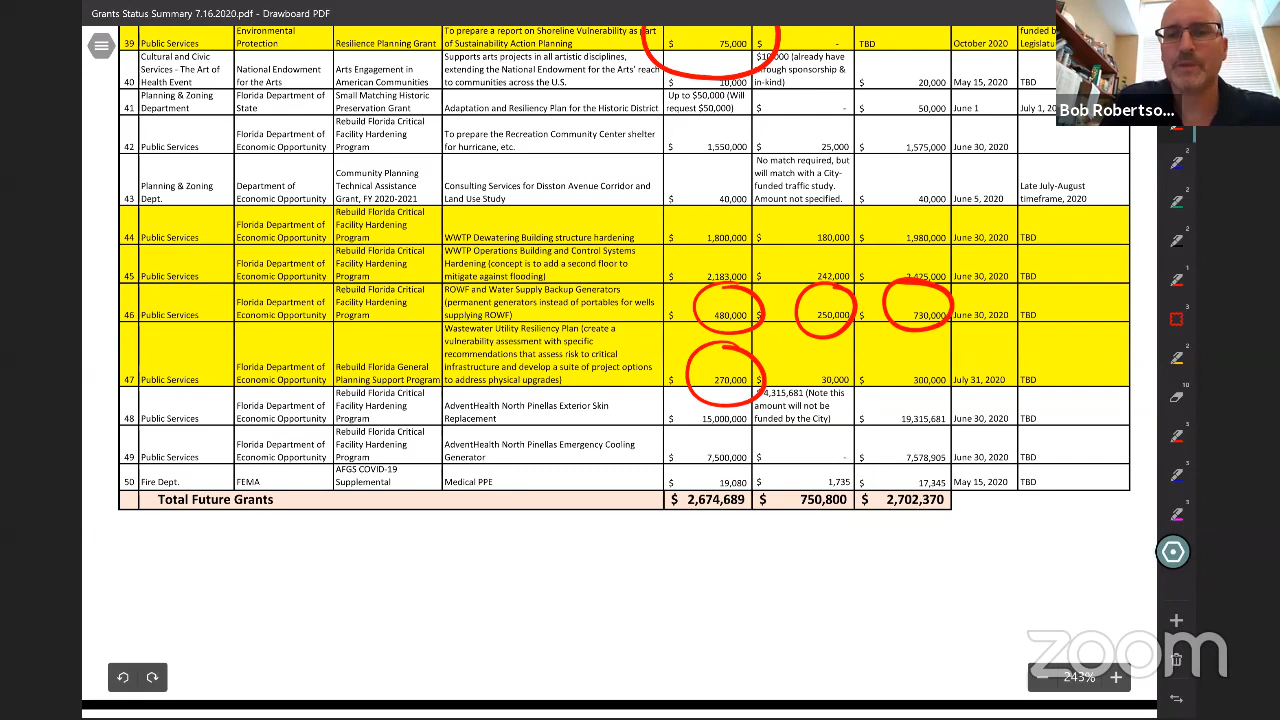 Grants Status Summary 7.16.2020.pdf - Drawboard PDF
Bob Robertso...
39 Public Services Environmental Protection Resilience Planning Grant To prepare a report on Shoreline Vulnerability as part of Sustainability Action Planning $ 75,000 $ - TBD October 2020 funded by Legislatu
40 Cultural and Civic Services - The Art of Health Event National Endowment for the Arts Arts Engagement in American Communities Supports arts projects in all artistic disciplines, extending the National Endowment for the Arts' reach to communities across the U.S. $ 10,000 $10,000 (already have through sponsorship & in-kind) $ 20,000 May 15, 2020 TBD
41 Planning & Zoning Department Florida Department of State Small Matching Historic Preservation Grant Adaptation and Resiliency Plan for the Historic District Up to $50,000 (Will request $50,000) $ - $ 50,000 June 1 July 1, 20
42 Public Services Florida Department of Economic Opportunity Rebuild Florida Critical Facility Hardening Program To prepare the Recreation Community Center shelter for hurricane, etc. $ 1,550,000 $ 25,000 $ 1,575,000 June 30, 2020
43 Planning & Zoning Dept. Department of Economic Opportunity Community Planning Technical Assistance Grant, FY 2020-2021 Consulting Services for Disston Avenue Corridor and Land Use Study $ 40,000 No match required, but will match with a City-funded traffic study. Amount not specified. $ 40,000 June 5, 2020 Late July-August timeframe, 2020
44 Public Services Florida Department of Economic Opportunity Rebuild Florida Critical Facility Hardening Program WWTP Dewatering Building structure hardening $ 1,800,000 $ 180,000 $ 1,980,000 June 30, 2020 TBD
45 Public Services Florida Department of Economic Opportunity Rebuild Florida Critical Facility Hardening Program WWTP Operations Building and Control Systems Hardening (concept is to add a second floor to mitigate against flooding) $ 2,183,000 $ 242,000 $ 2,425,000 June 30, 2020 TBD
46 Public Services Florida Department of Economic Opportunity Rebuild Florida Critical Facility Hardening Program ROWF and Water Supply Backup Generators (permanent generators instead of portables for wells supplying ROWF) $ 480,000 $ 250,000 $ 730,000 June 30, 2020 TBD
47 Public Services Florida Department of Economic Opportunity Rebuild Florida General Planning Support Program Wastewater Utility Resiliency Plan (create a vulnerability assessment with specific recommendations that assess risk to critical infrastructure and develop a suite of project options to address physical upgrades) $ 270,000 $ 30,000 $ 300,000 July 31, 2020 TBD
48 Public Services Florida Department of Economic Opportunity Rebuild Florida Critical Facility Hardening Program AdventHealth North Pinellas Exterior Skin Replacement $ 15,000,000 4,315,681 (Note this amount will not be funded by the City) $ 19,315,681 June 30, 2020 TBD
49 Public Services Florida Department of Economic Opportunity Rebuild Florida Critical Facility Hardening Program AdventHealth North Pinellas Emergency Cooling Generator $ 7,500,000 $ - $ 7,578,905 June 30, 2020 TBD
50 Fire Dept. FEMA AFGS COVID-19 Supplemental Medical PPE $ 19,080 $ 1,735 $ 17,345 May 15, 2020 TBD
Total Future Grants $ 2,674,689 $ 750,800 $ 2,702,370
zoom
243%